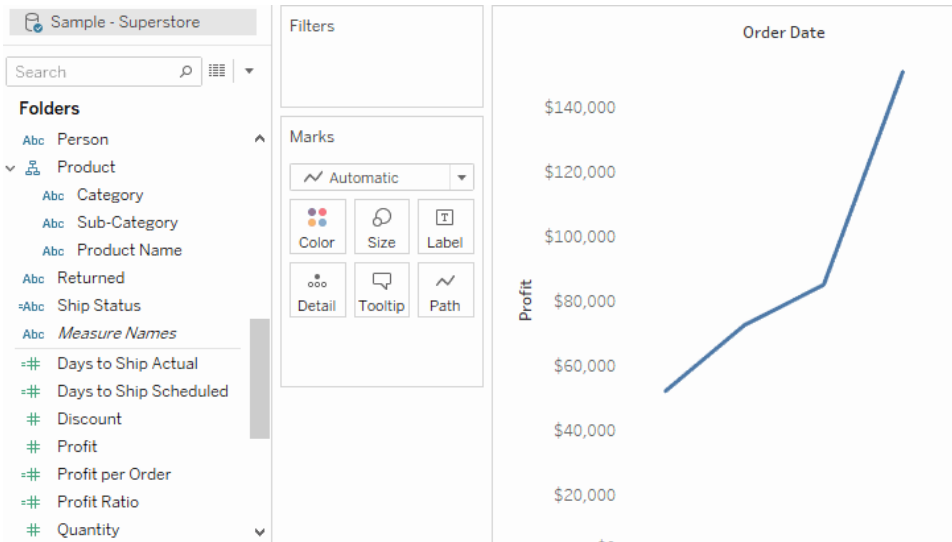 Sample - Superstore
Search
Folders
Abc Person
Product
Abc Category
Abc Sub-Category
Abc Product Name
Abc Returned
=Abc Ship Status
Abc Measure Names
=# Days to Ship Actual
=# Days to Ship Scheduled
# Discount
# Profit
=# Profit per Order
=# Profit Ratio
# Quantity
Filters
Marks
Automatic
Color Size Label
Detail Tooltip Path
Order Date
Profit
$140,000
$120,000
$100,000
$80,000
$60,000
$40,000
$20,000